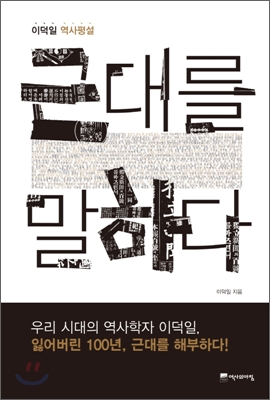 이덕일 역사평설
근대를
말하다
이덕일 지음
우리 시대의 역사학자 이덕일,
잃어버린 100년, 근대를 해부하다!
역사의아침